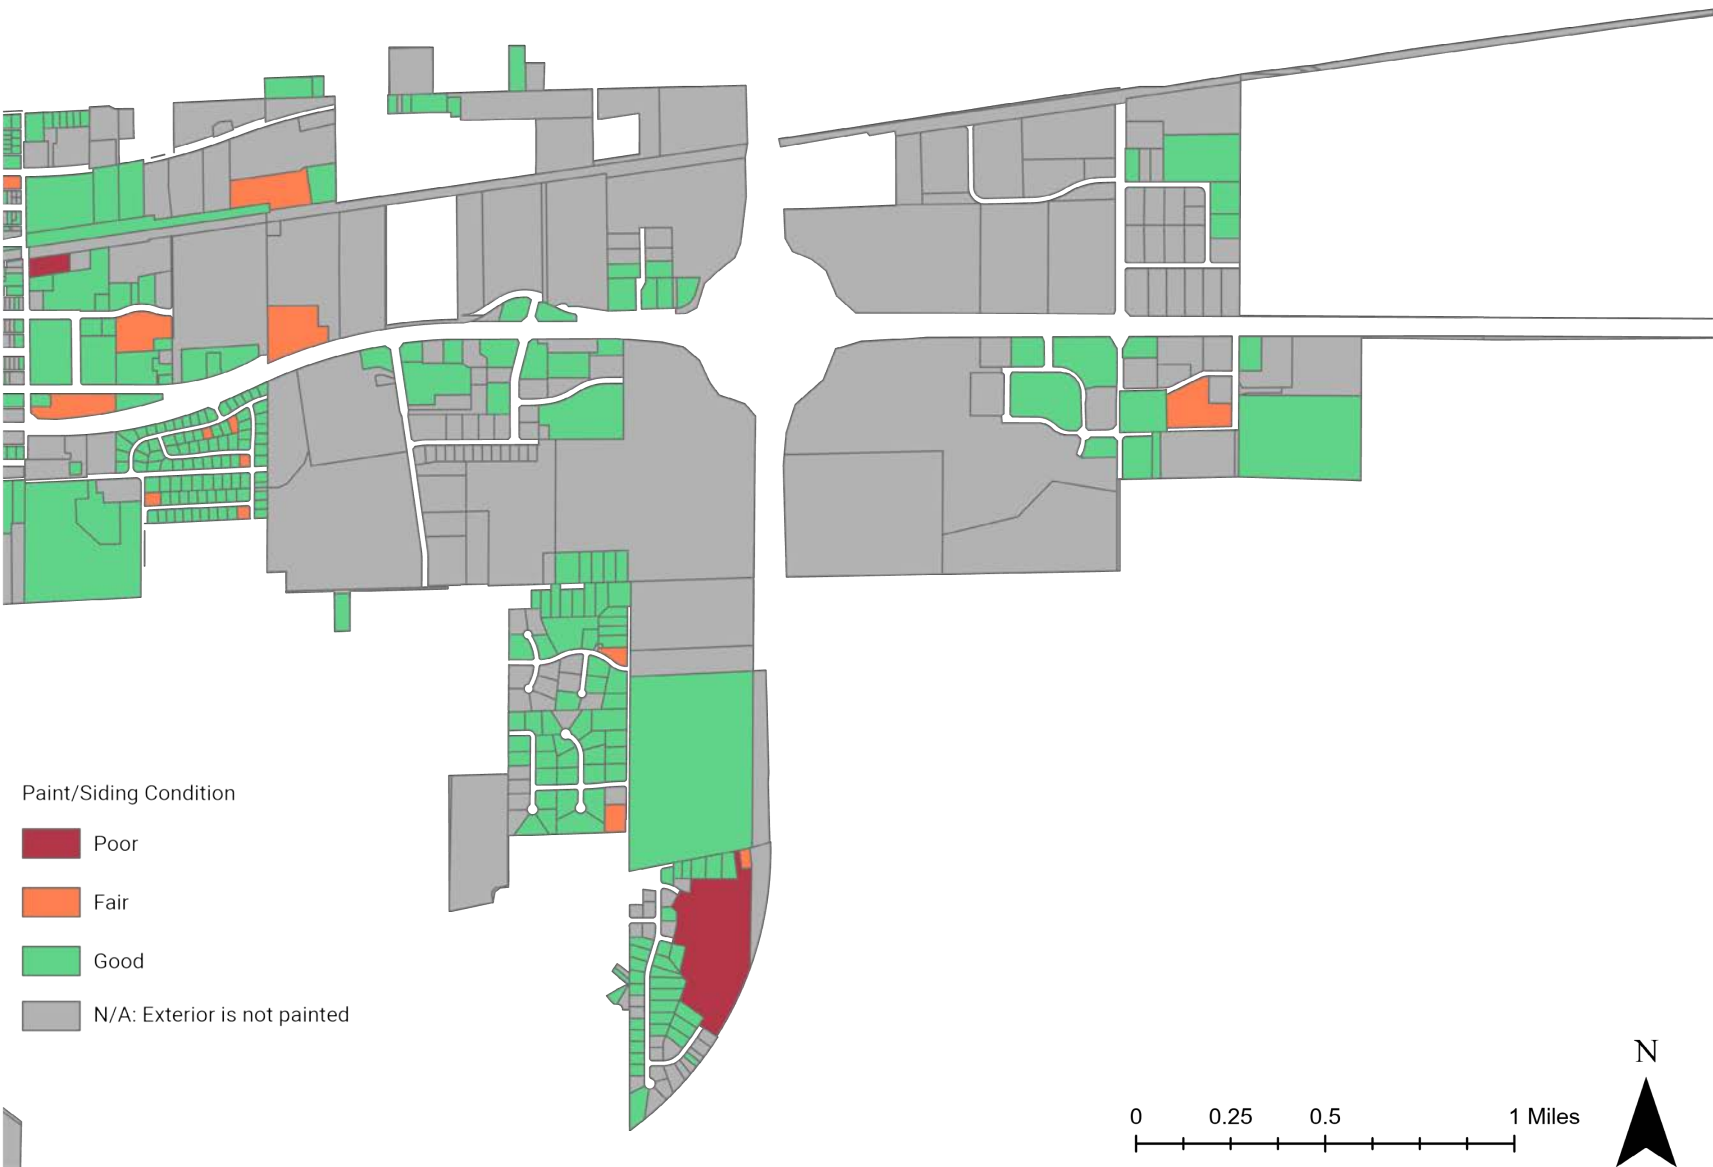 Paint/Siding Condition
Poor
Fair
Good
N/A: Exterior is not painted
N
0 0.25 0.5 1 Miles